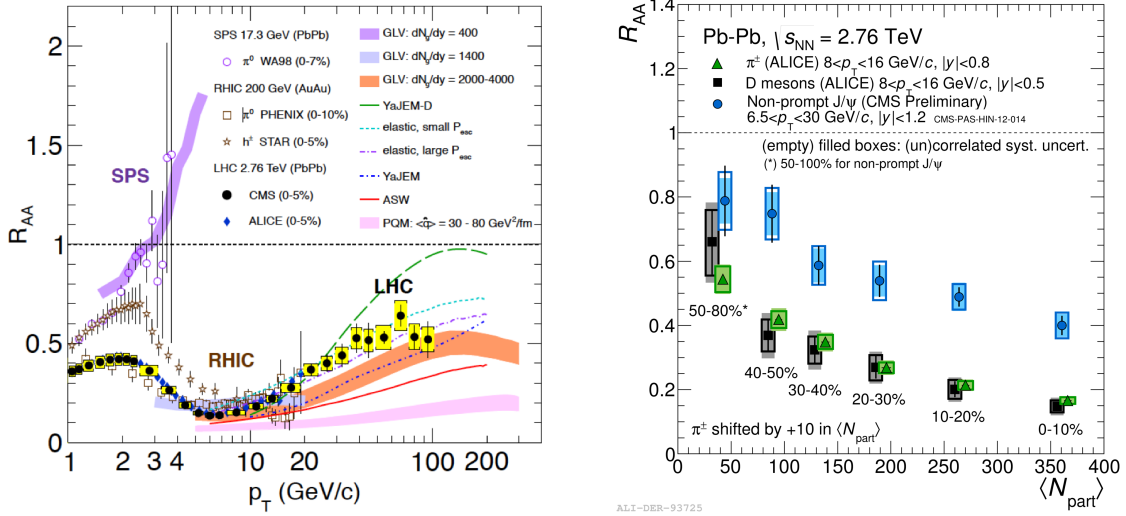 SPS 17.3 GeV (PbPb)
π⁰ WA98 (0-7%)
RHIC 200 GeV (AuAu)
π⁰ PHENIX (0-10%)
h± STAR (0-5%)
LHC 2.76 TeV (PbPb)
CMS (0-5%)
ALICE (0-5%)
GLV: dN_g/dy = 400
GLV: dN_g/dy = 1400
GLV: dN_g/dy = 2000-4000
YaJEM-D
elastic, small P_esc
elastic, large P_esc
YaJEM
ASW
PQM: <q̂> = 30 - 80 GeV²/fm
SPS
RHIC
LHC
R_AA
2
1.5
1
0.5
0
1 2 3 4 10 20 100 200
p_T (GeV/c)
R_AA
1.4
1.2
1
0.8
0.6
0.4
0.2
0
Pb-Pb, √s_NN = 2.76 TeV
π± (ALICE) 8<p_T<16 GeV/c, |y|<0.8
D mesons (ALICE) 8<p_T<16 GeV/c, |y|<0.5
Non-prompt J/ψ (CMS Preliminary)
6.5<p_T<30 GeV/c, |y|<1.2 CMS-PAS-HIN-12-014
(empty) filled boxes: (un)correlated syst. uncert.
(*) 50-100% for non-prompt J/ψ
50-80%*
40-50%
30-40%
20-30%
10-20%
0-10%
π± shifted by +10 in ⟨N_part⟩
0 50 100 150 200 250 300 350 400
⟨N_part⟩
ALI-DER-93725